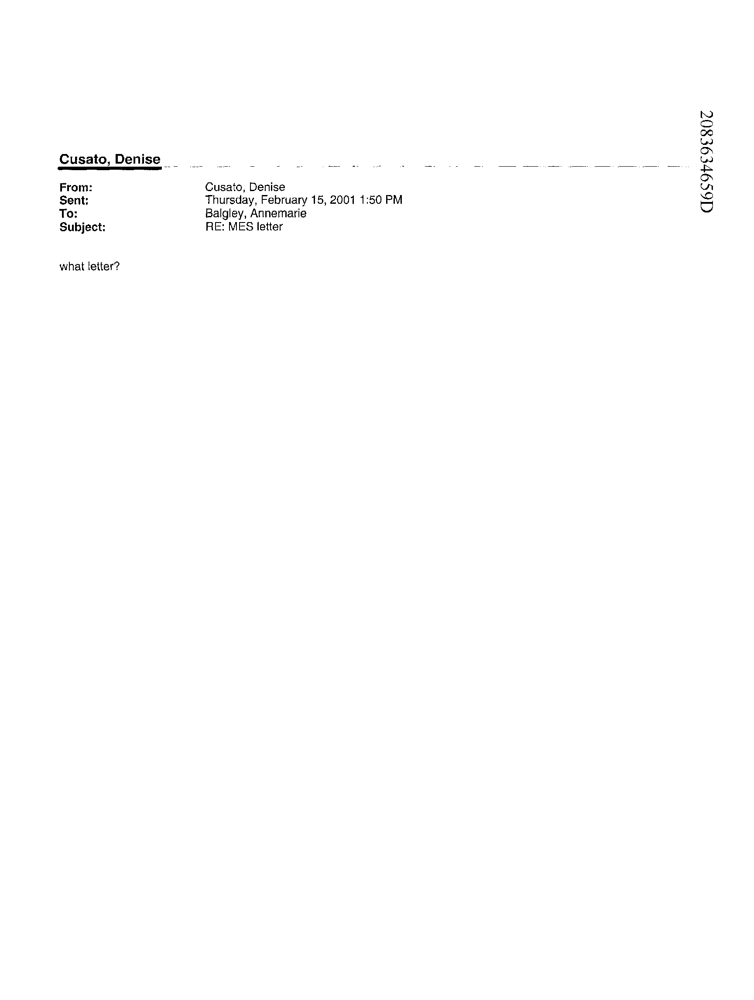 Cusato, Denise
From: Cusato, Denise
Sent: Thursday, February 15, 2001 1:50 PM
To: Balgley, Annemarie
Subject: RE: MES letter
what letter?
2083634659D